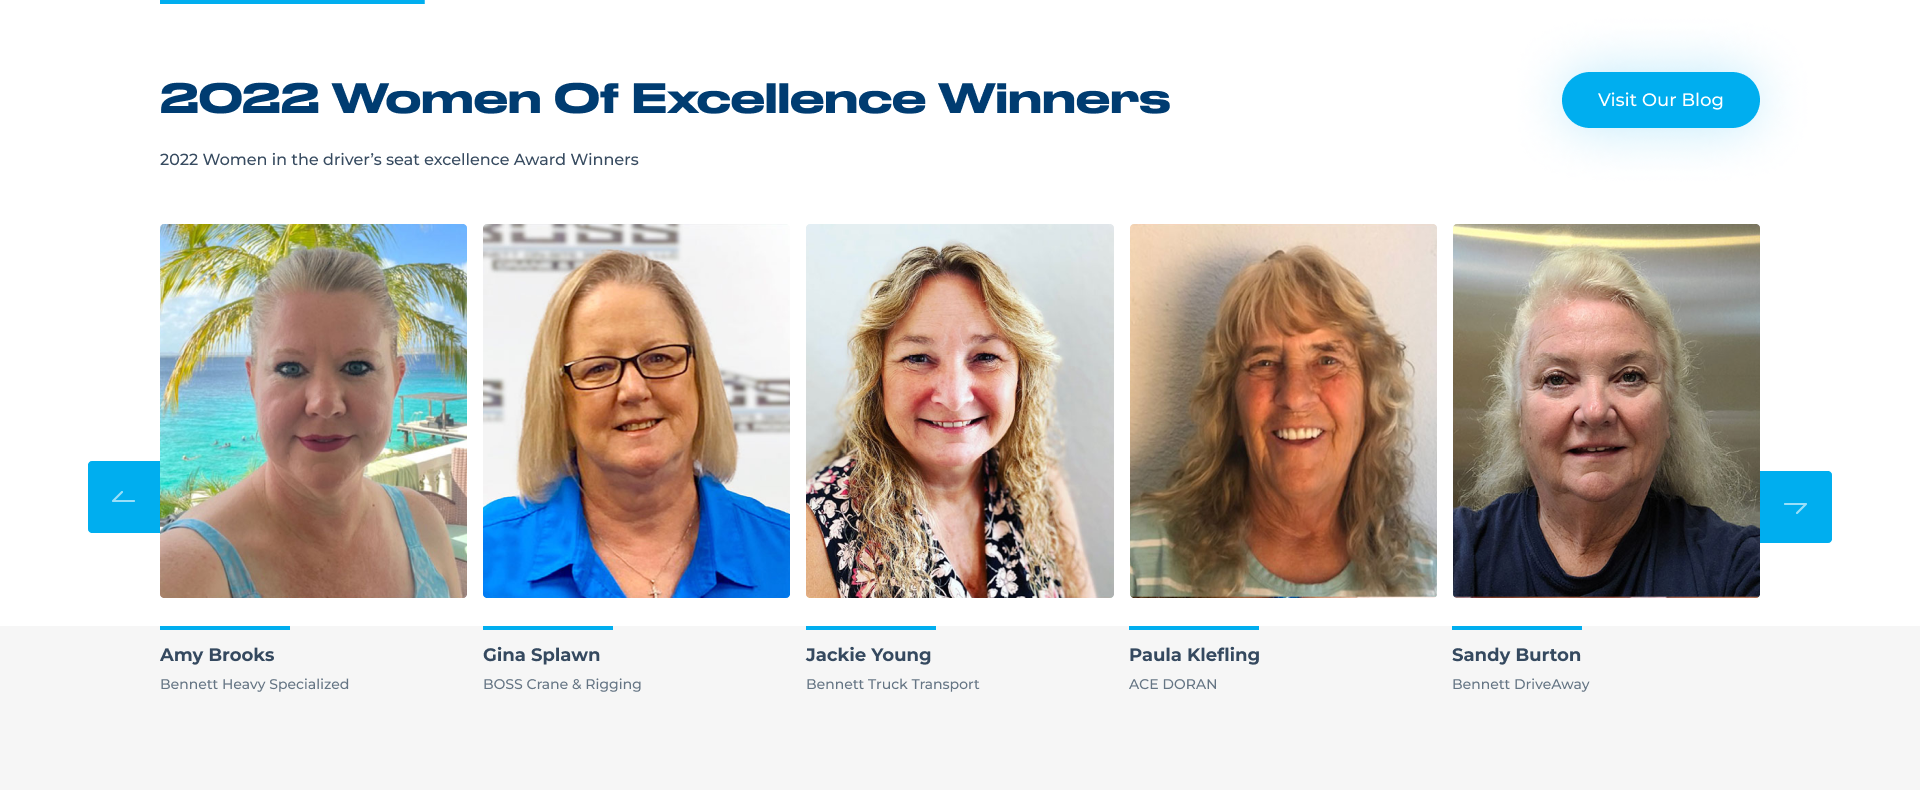 2022 Women Of Excellence Winners
Visit Our Blog
2022 Women in the driver’s seat excellence Award Winners
BOSS
Amy Brooks
Bennett Heavy Specialized
Gina Splawn
BOSS Crane & Rigging
Jackie Young
Bennett Truck Transport
Paula Klefling
ACE DORAN
Sandy Burton
Bennett DriveAway